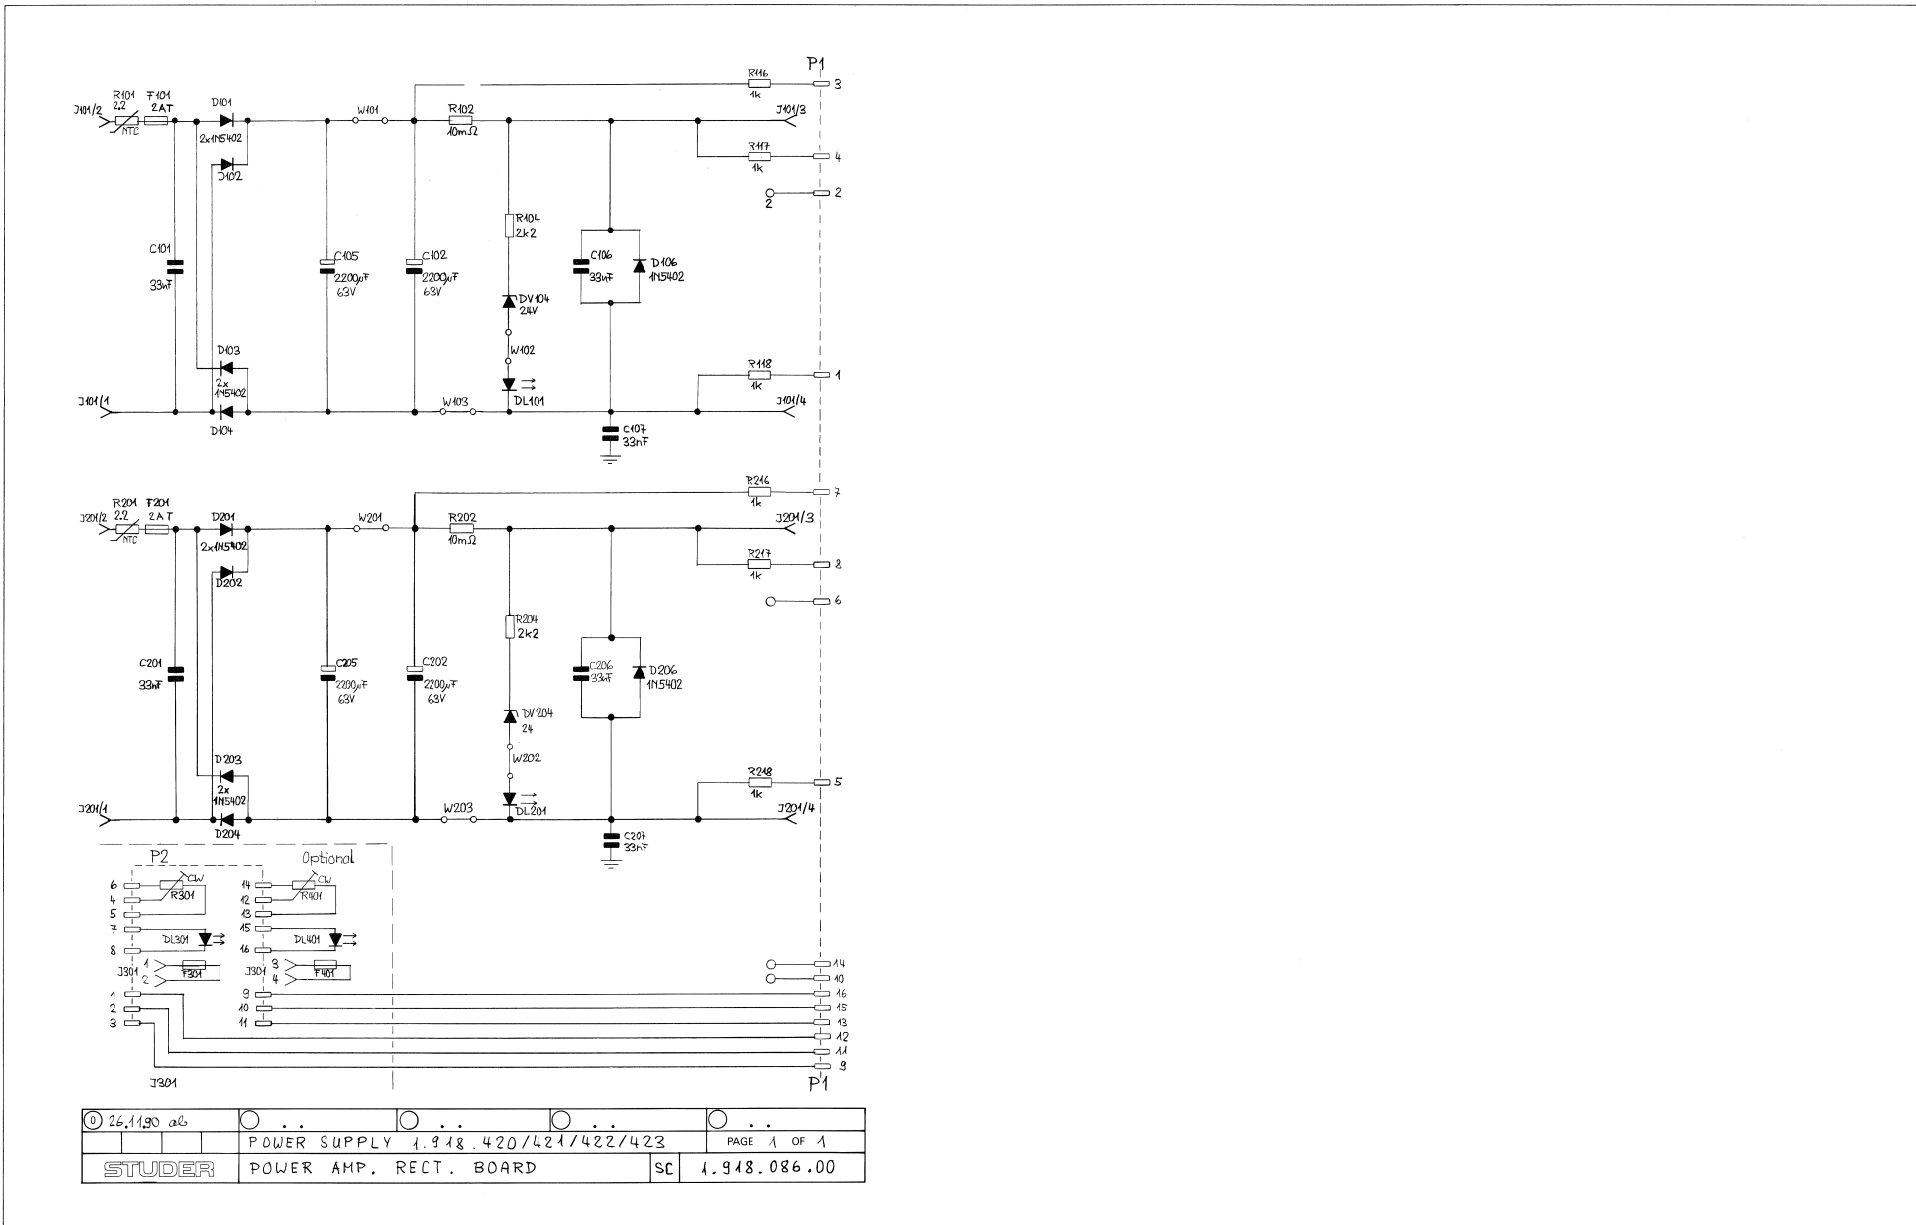 P1
R116
1k
3
J101/2
R101
2.2
NTC
F101
2AT
D101
2x1N5402
J102
W101
R102
10mΩ
J101/3
R117
1k
4
2
2
C101
33nF
C105
2200µF
63V
C102
2200µF
63V
R104
2k2
DV104
24V
W102
DL101
C106
33nF
D106
1N5402
D103
2x
1N5402
D104
J101/1
W103
R118
1k
1
J101/4
C107
33nF
R216
1k
7
J201/2
R201
2.2
NTC
F201
2AT
D201
2x1N5402
D202
W201
R202
10mΩ
J201/3
R217
1k
8
6
C201
33nF
C205
2200µF
63V
C202
2200µF
63V
R204
2k2
DV204
24
W202
DL201
C206
33nF
D206
1N5402
D203
2x
1N5402
D204
J201/1
W203
R218
1k
5
J201/4
C207
33nF
P2
Optional
6
4
5
7
8
CW
R301
DL301
J301
1
2
F301
1
2
3
14
12
13
15
16
CW
R401
DL401
J301
3
4
F401
9
10
11
14
10
16
15
13
12
11
9
J301
P1
0 26.11.90 ab
POWER SUPPLY 1.918.420/421/422/423
PAGE 1 OF 1
STUDER
POWER AMP. RECT. BOARD
SC
1.918.086.00